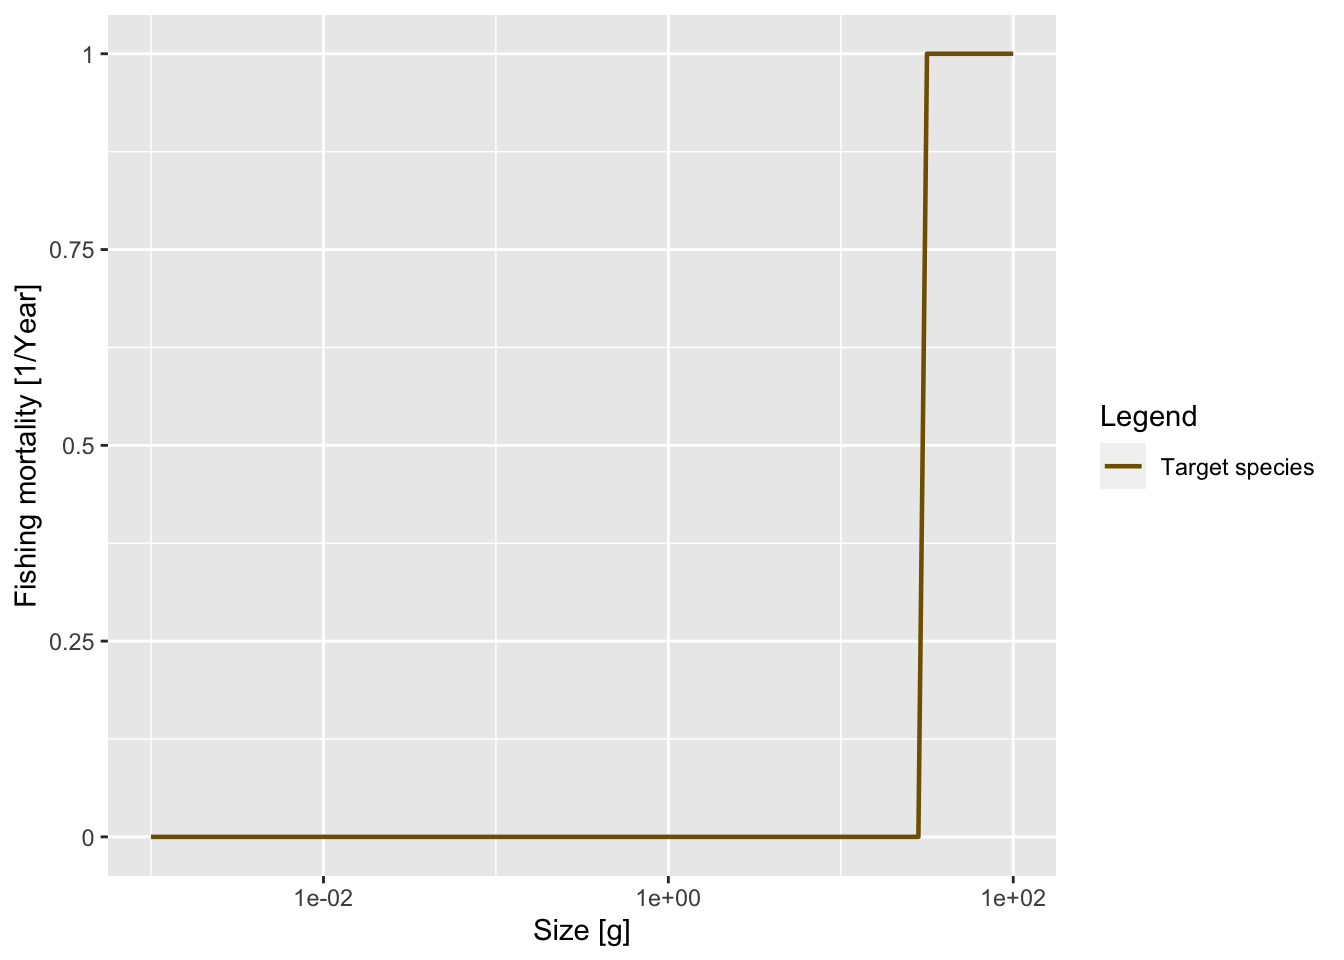 1
0.75
0.5
0.25
0
Fishing mortality [1/Year]
1e-02
1e+00
1e+02
Size [g]
Legend
Target species